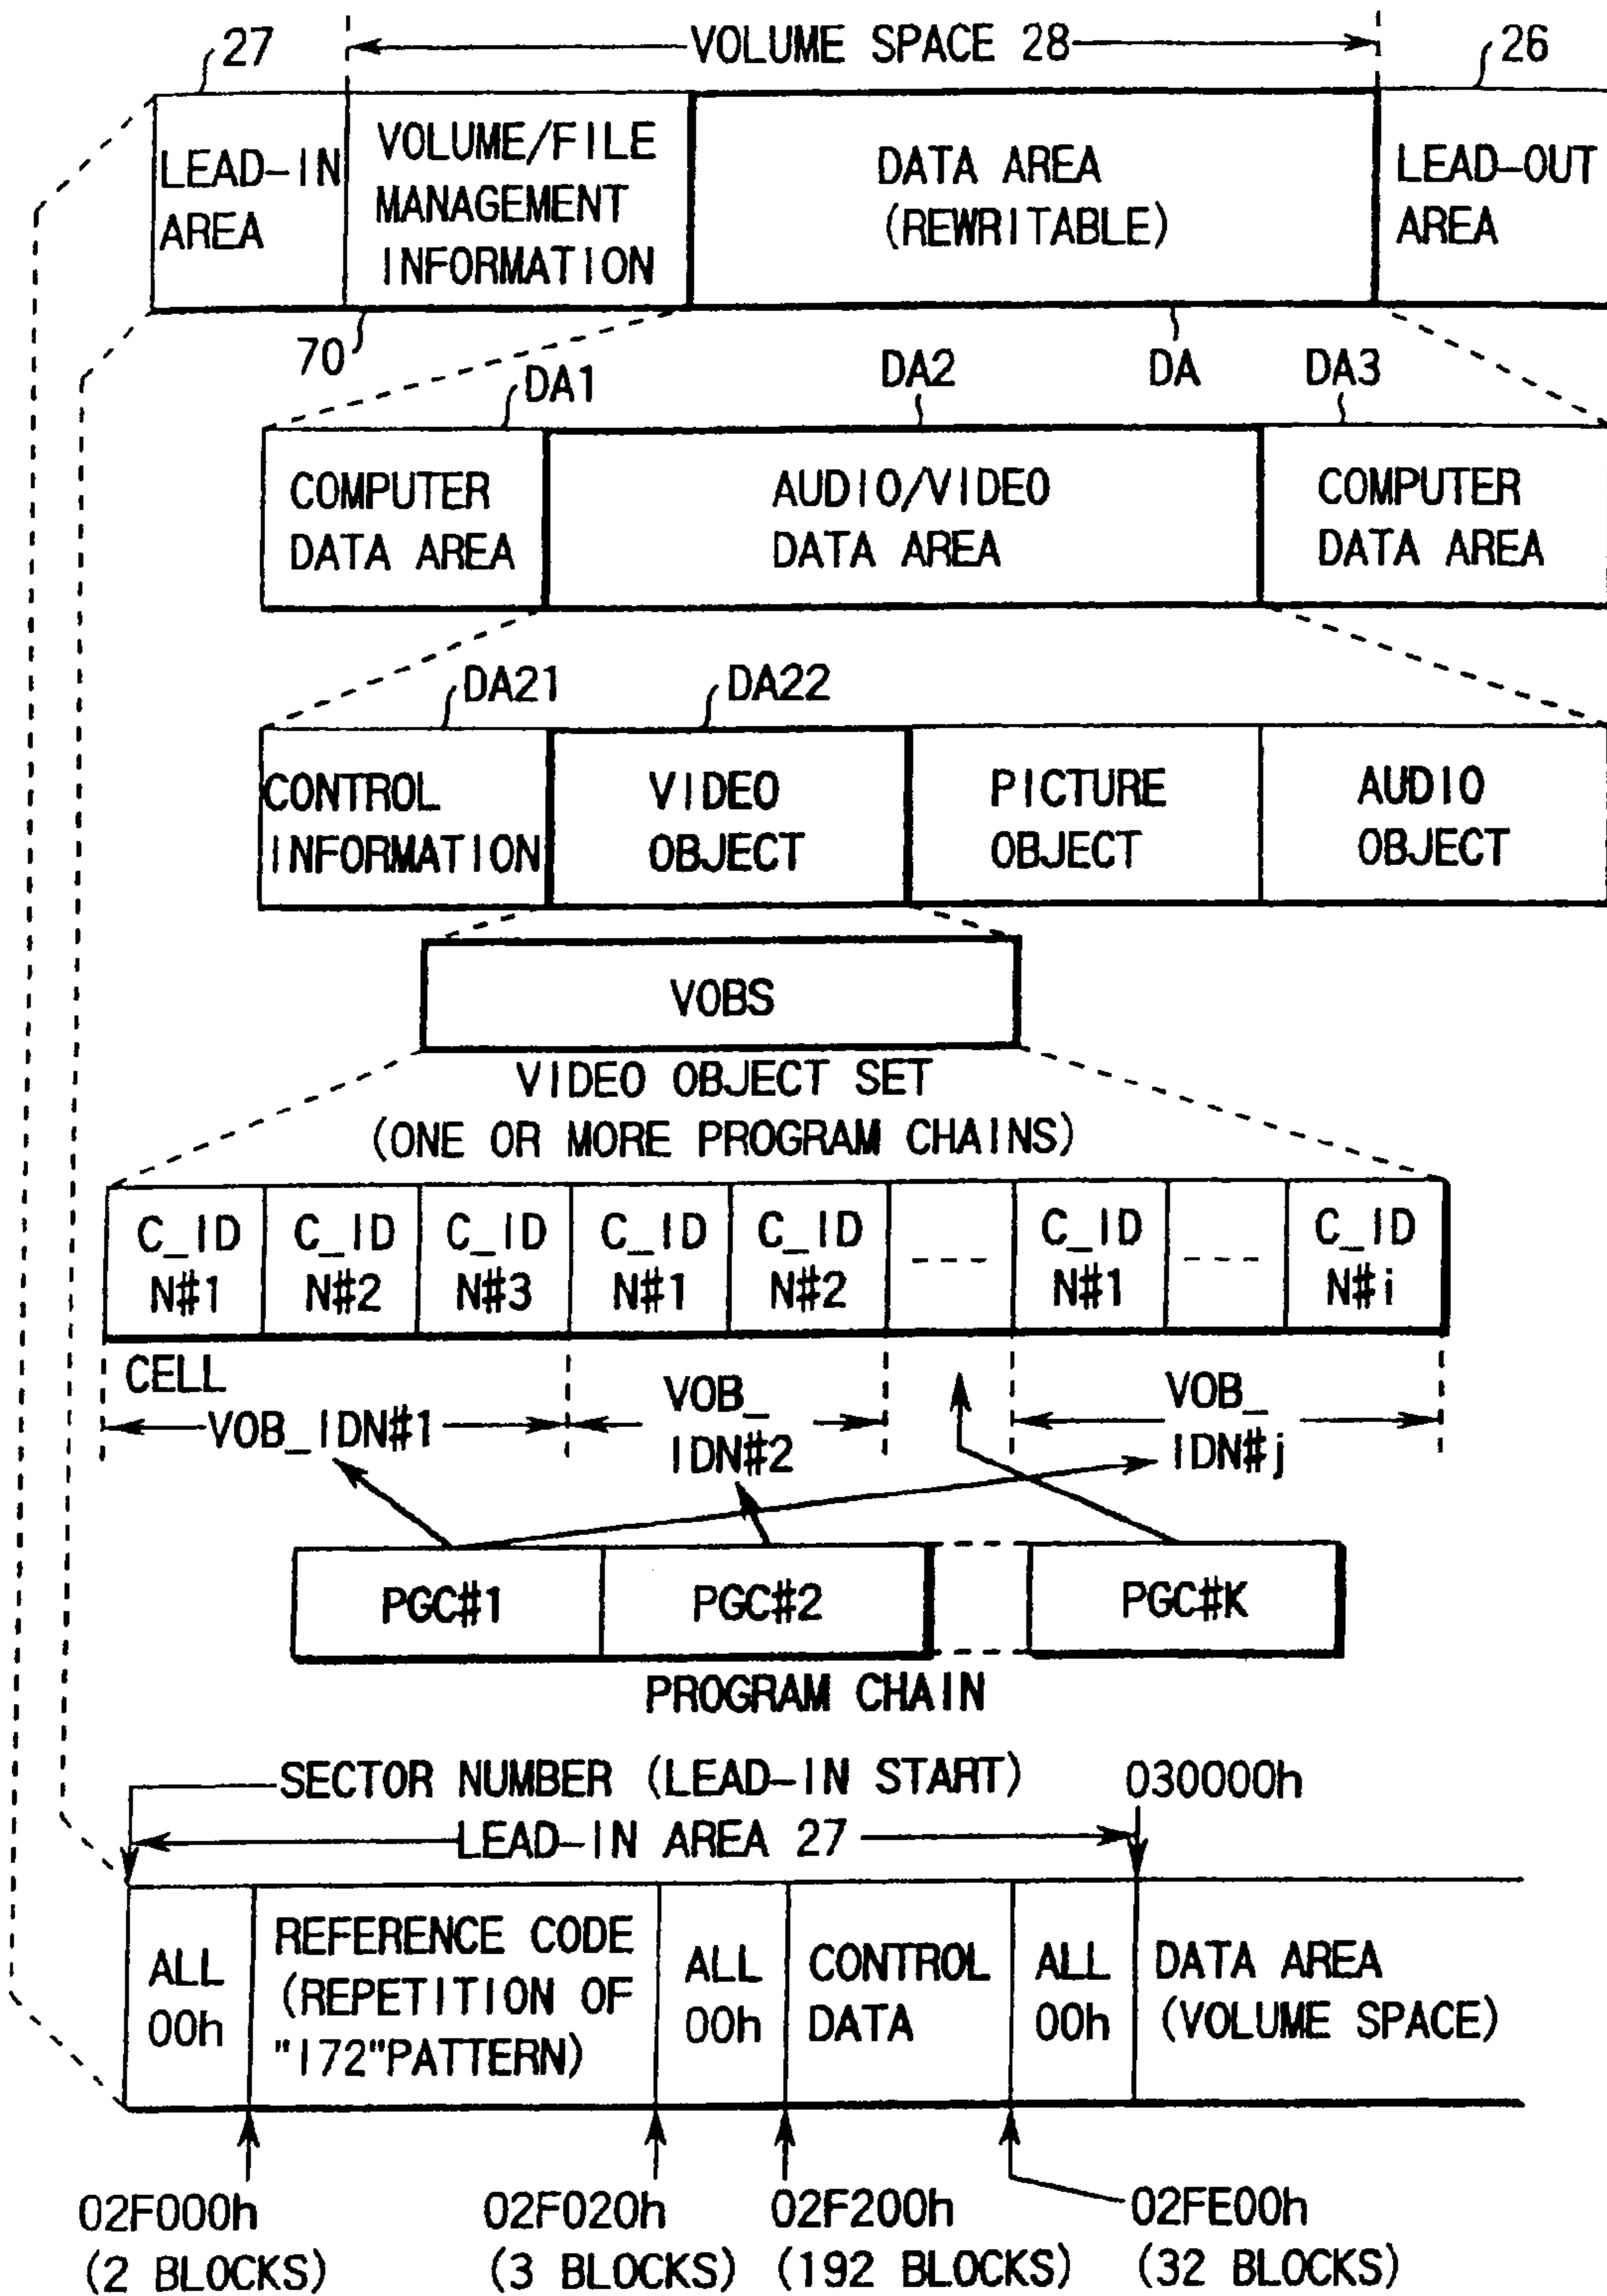 27
VOLUME SPACE 28
26
LEAD-IN
AREA
VOLUME/FILE
MANAGEMENT
INFORMATION
DATA AREA
(REWRITABLE)
LEAD-OUT
AREA
70
DA1
DA2
DA
DA3
COMPUTER
DATA AREA
AUDIO/VIDEO
DATA AREA
COMPUTER
DATA AREA
DA21
DA22
CONTROL
INFORMATION
VIDEO
OBJECT
PICTURE
OBJECT
AUDIO
OBJECT
VOBS
VIDEO OBJECT SET
(ONE OR MORE PROGRAM CHAINS)
C_ID
N#1
C_ID
N#2
C_ID
N#3
C_ID
N#1
C_ID
N#2
----
C_ID
N#1
----
C_ID
N#i
CELL
VOB_IDN#1
VOB_
IDN#2
VOB_
IDN#j
PGC#1
PGC#2
PGC#K
PROGRAM CHAIN
SECTOR NUMBER (LEAD-IN START)
030000h
LEAD-IN AREA 27
ALL
00h
REFERENCE CODE
(REPETITION OF
"172"PATTERN)
ALL
00h
CONTROL
DATA
ALL
00h
DATA AREA
(VOLUME SPACE)
02F000h
(2 BLOCKS)
02F020h
(3 BLOCKS)
02F200h
(192 BLOCKS)
02FE00h
(32 BLOCKS)